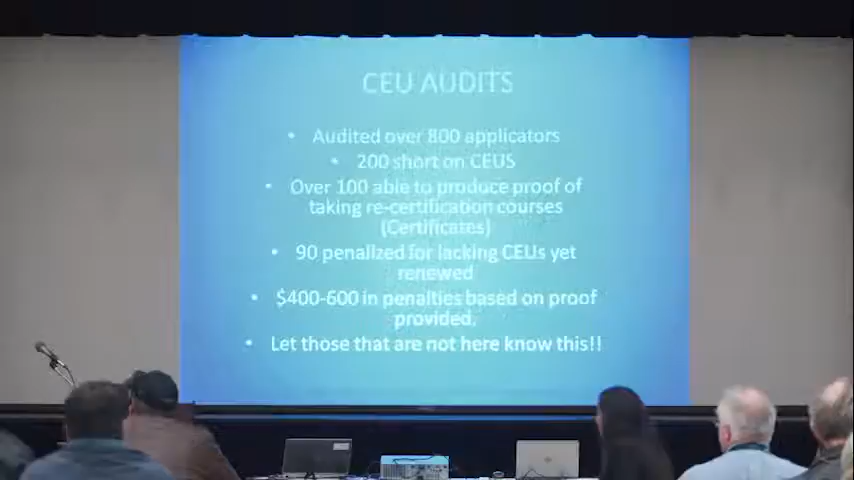 CEU AUDITS
• Audited over 800 applicators
• 200 short on CEUS
• Over 100 able to produce proof of
taking re-certification courses
(Certificates)
• 90 penalized for lacking CEUs yet
renewed
• $400-600 in penalties based on proof
provided.
• Let those that are not here know this!!